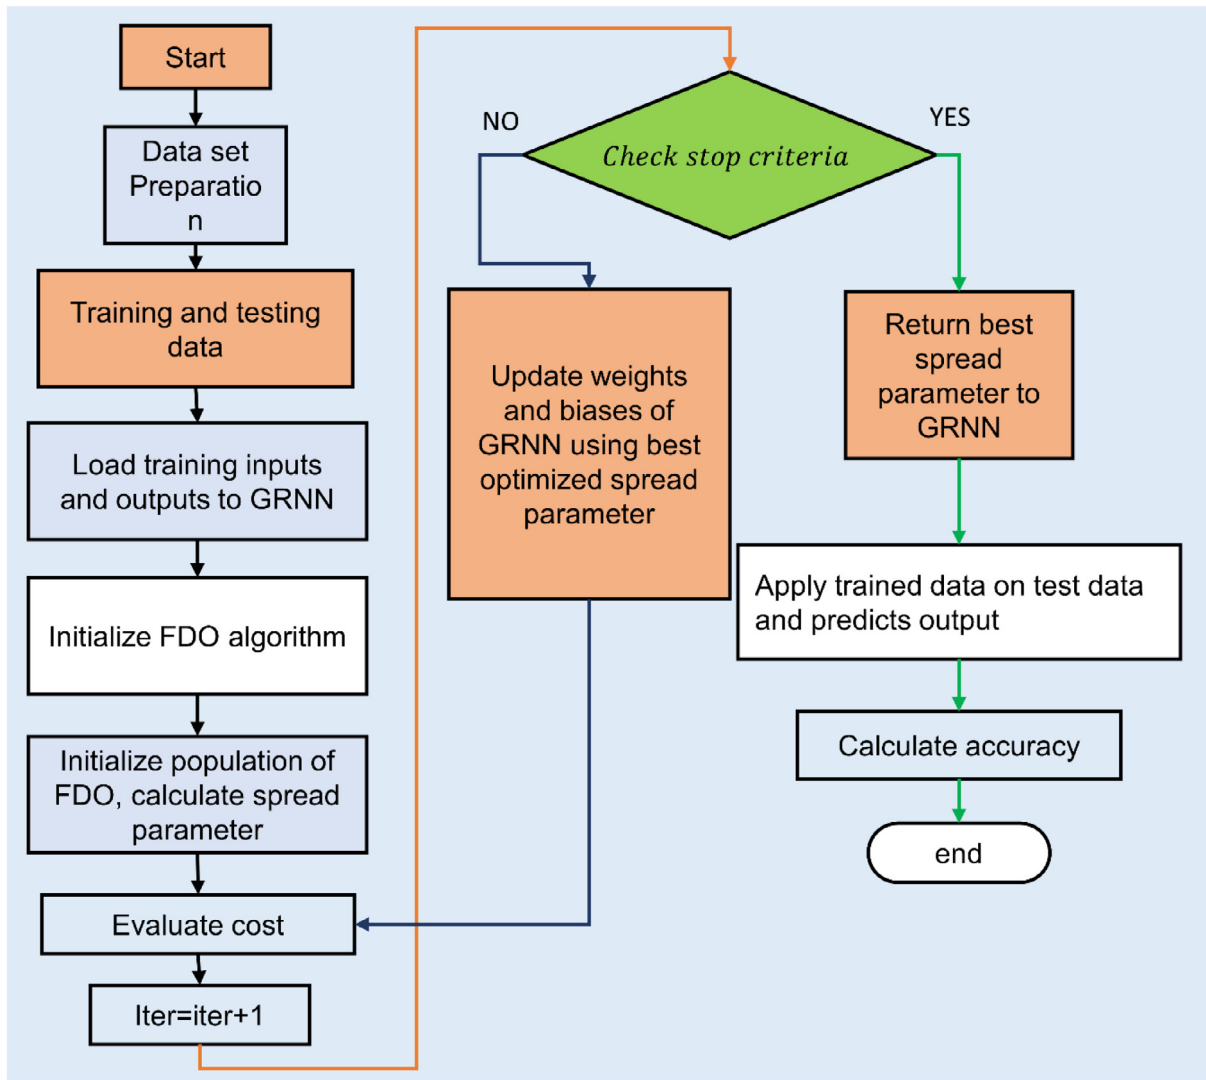 Start
Data set
Preparatio
n
Training and testing
data
Load training inputs
and outputs to GRNN
Initialize FDO algorithm
Initialize population of
FDO, calculate spread
parameter
Evaluate cost
Iter=iter+1
Check stop criteria
NO
YES
Update weights
and biases of
GRNN using best
optimized spread
parameter
Return best
spread
parameter to
GRNN
Apply trained data on test data
and predicts output
Calculate accuracy
end